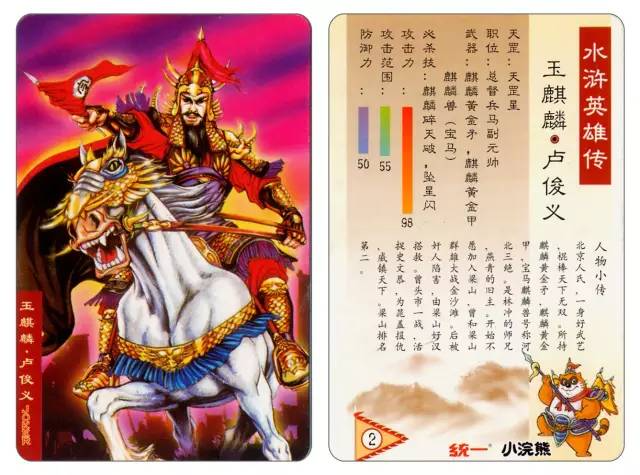 玉麒麟·卢俊义
水浒英雄传
玉麒麟·卢俊义
天罡：天罡星
职位：总督兵马副元帅
武器：麒麟黄金矛，麒麟黄金甲
麒麟兽（宝马）
必杀技：麒麟碎天破，坠星闪
攻击力：98
攻击范围：55
防御力：50
人物小传
北京人氏，一身好武艺
，棍棒天下无双。所持
麒麟黄金矛，麒麟黄金
甲，宝马麒麟兽号称河
北三绝。是林冲的师兄
，燕青的旧主。开始不
愿加入梁山，曾和梁山
群雄大战金沙滩。后被
奸人陷害，由梁山好汉
搭救。曾头市一战，活
捉史文恭，为晁盖报仇
，威镇天下。梁山排名
第二。
2
统一® 小浣熊